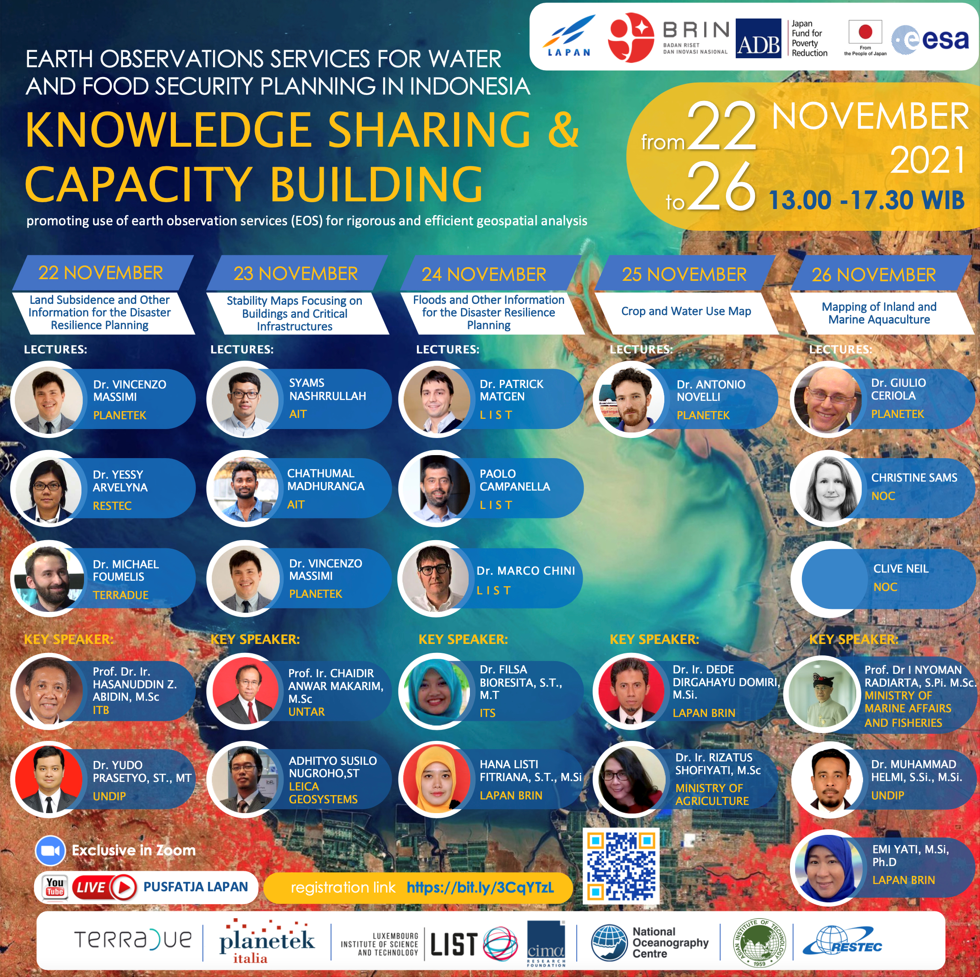 LAPAN
BRIN
BADAN RISET
DAN INOVASI NASIONAL
ADB
Japan
Fund for
Poverty
Reduction
From
the People of Japan
esa
EARTH OBSERVATIONS SERVICES FOR WATER
AND FOOD SECURITY PLANNING IN INDONESIA
KNOWLEDGE SHARING &
CAPACITY BUILDING
promoting use of earth observation services (EOS) for rigorous and efficient geospatial analysis
from 22
to 26
NOVEMBER
2021
13.00 -17.30 WIB
22 NOVEMBER
Land Subsidence and Other
Information for the Disaster
Resilience Planning
LECTURES:
Dr. VINCENZO
MASSIMI
PLANETEK
Dr. YESSY
ARVELYNA
RESTEC
Dr. MICHAEL
FOUMELIS
TERRADUE
KEY SPEAKER:
Prof. Dr. Ir.
HASANUDDIN Z.
ABIDIN, M.Sc
ITB
Dr. YUDO
PRASETYO, ST., MT
UNDIP
23 NOVEMBER
Stability Maps Focusing on
Buildings and Critical
Infrastructures
LECTURES:
SYAMS
NASHRRULLAH
AIT
CHATHUMAL
MADHURANGA
AIT
Dr. VINCENZO
MASSIMI
PLANETEK
KEY SPEAKER:
Prof. Ir. CHAIDIR
ANWAR MAKARIM,
M.Sc
UNTAR
ADHITYO SUSILO
NUGROHO,ST
LEICA
GEOSYSTEMS
24 NOVEMBER
Floods and Other Information
for the Disaster Resilience
Planning
LECTURES:
Dr. PATRICK
MATGEN
L I S T
PAOLO
CAMPANELLA
L I S T
Dr. MARCO CHINI
L I S T
KEY SPEAKER:
Dr. FILSA
BIORESITA, S.T.,
M.T
ITS
HANA LISTI
FITRIANA, S.T., M.Si
LAPAN BRIN
25 NOVEMBER
Crop and Water Use Map
LECTURES:
Dr. ANTONIO
NOVELLI
PLANETEK
KEY SPEAKER:
Dr. Ir. DEDE
DIRGAHAYU DOMIRI,
M.Si.
LAPAN BRIN
Dr. Ir. RIZATUS
SHOFIYATI, M.Sc
MINISTRY OF
AGRICULTURE
26 NOVEMBER
Mapping of Inland and
Marine Aquaculture
LECTURES:
Dr. GIULIO
CERIOLA
PLANETEK
CHRISTINE SAMS
NOC
CLIVE NEIL
NOC
KEY SPEAKER:
Prof. Dr I NYOMAN
RADIARTA, S.Pi. M.Sc.
MINISTRY OF
MARINE AFFAIRS
AND FISHERIES
Dr. MUHAMMAD
HELMI, S.Si., M.Si.
UNDIP
EMI YATI, M.Si,
Ph.D
LAPAN BRIN
Exclusive in Zoom
You
Tube
LIVE
PUSFATJA LAPAN
registration link https://bit.ly/3CqYTzL
TERRADUE
planetek
italia
LUXEMBOURG
INSTITUTE OF SCIENCE
AND TECHNOLOGY
LIST
cima
RESEARCH
FOUNDATION
National
Oceanography
Centre
ASIAN INSTITUTE OF TECHNOLOGY
1959
RESTEC